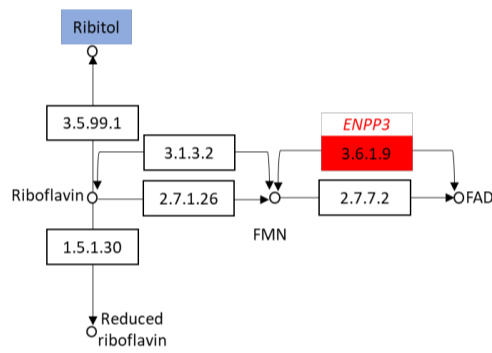 Ribitol
3.5.99.1
ENPP3
3.1.3.2
3.6.1.9
Riboflavin
2.7.1.26
2.7.7.2
FAD
FMN
1.5.1.30
Reduced
riboflavin